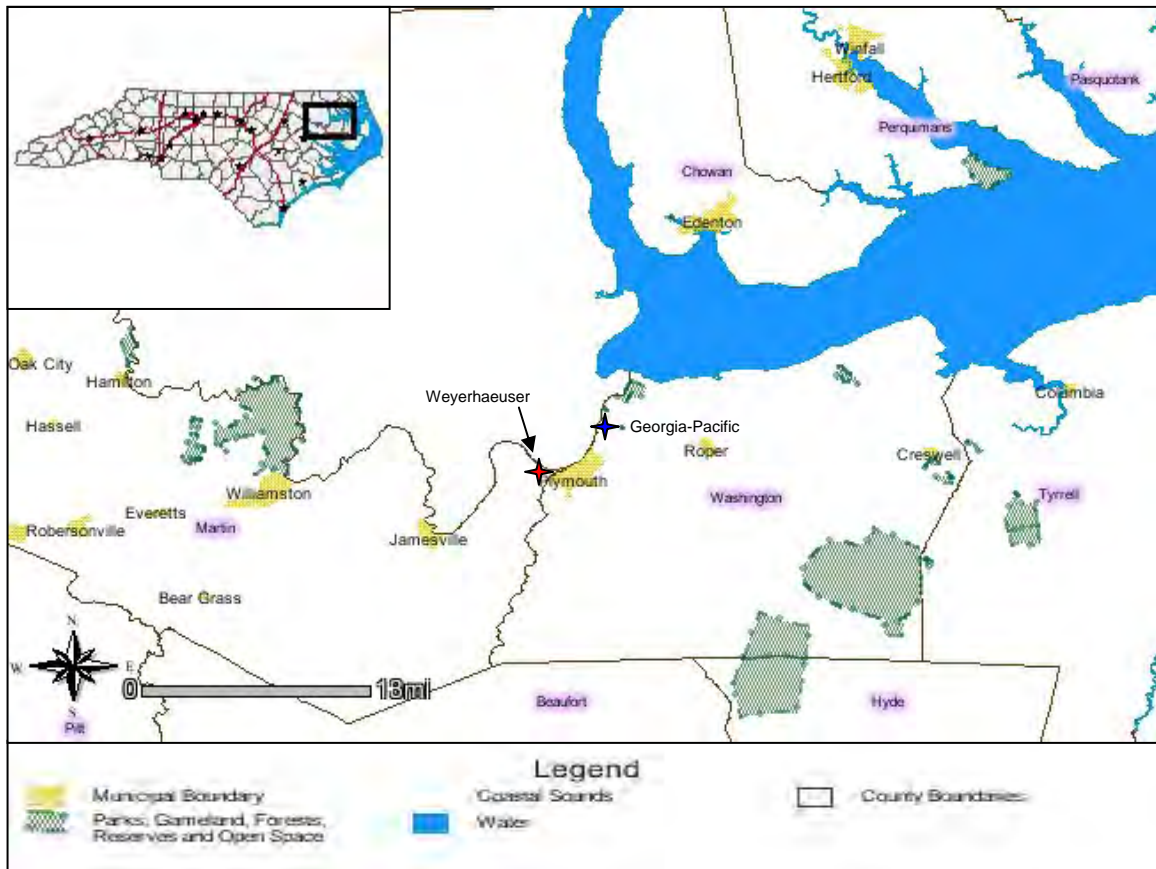 Winfall
Hertford
Pasquotank
Perquimans
Chowan
Edenton
Oak City
Hamilton
Columbia
Weyerhaeuser
Hassell
Georgia-Pacific
Roper
Creswell
Plymouth
Williamston
Washington
Tyrrell
Everetts
Robersonville
Martin
Jamesville
Bear Grass
N
W E
S
0 18mi
Beaufort
Hyde
Pitt
Legend
Municipal Boundary
Coastal Sounds
County Boundaries
Parks, Gameland, Forests,
Reserves and Open Space
Water